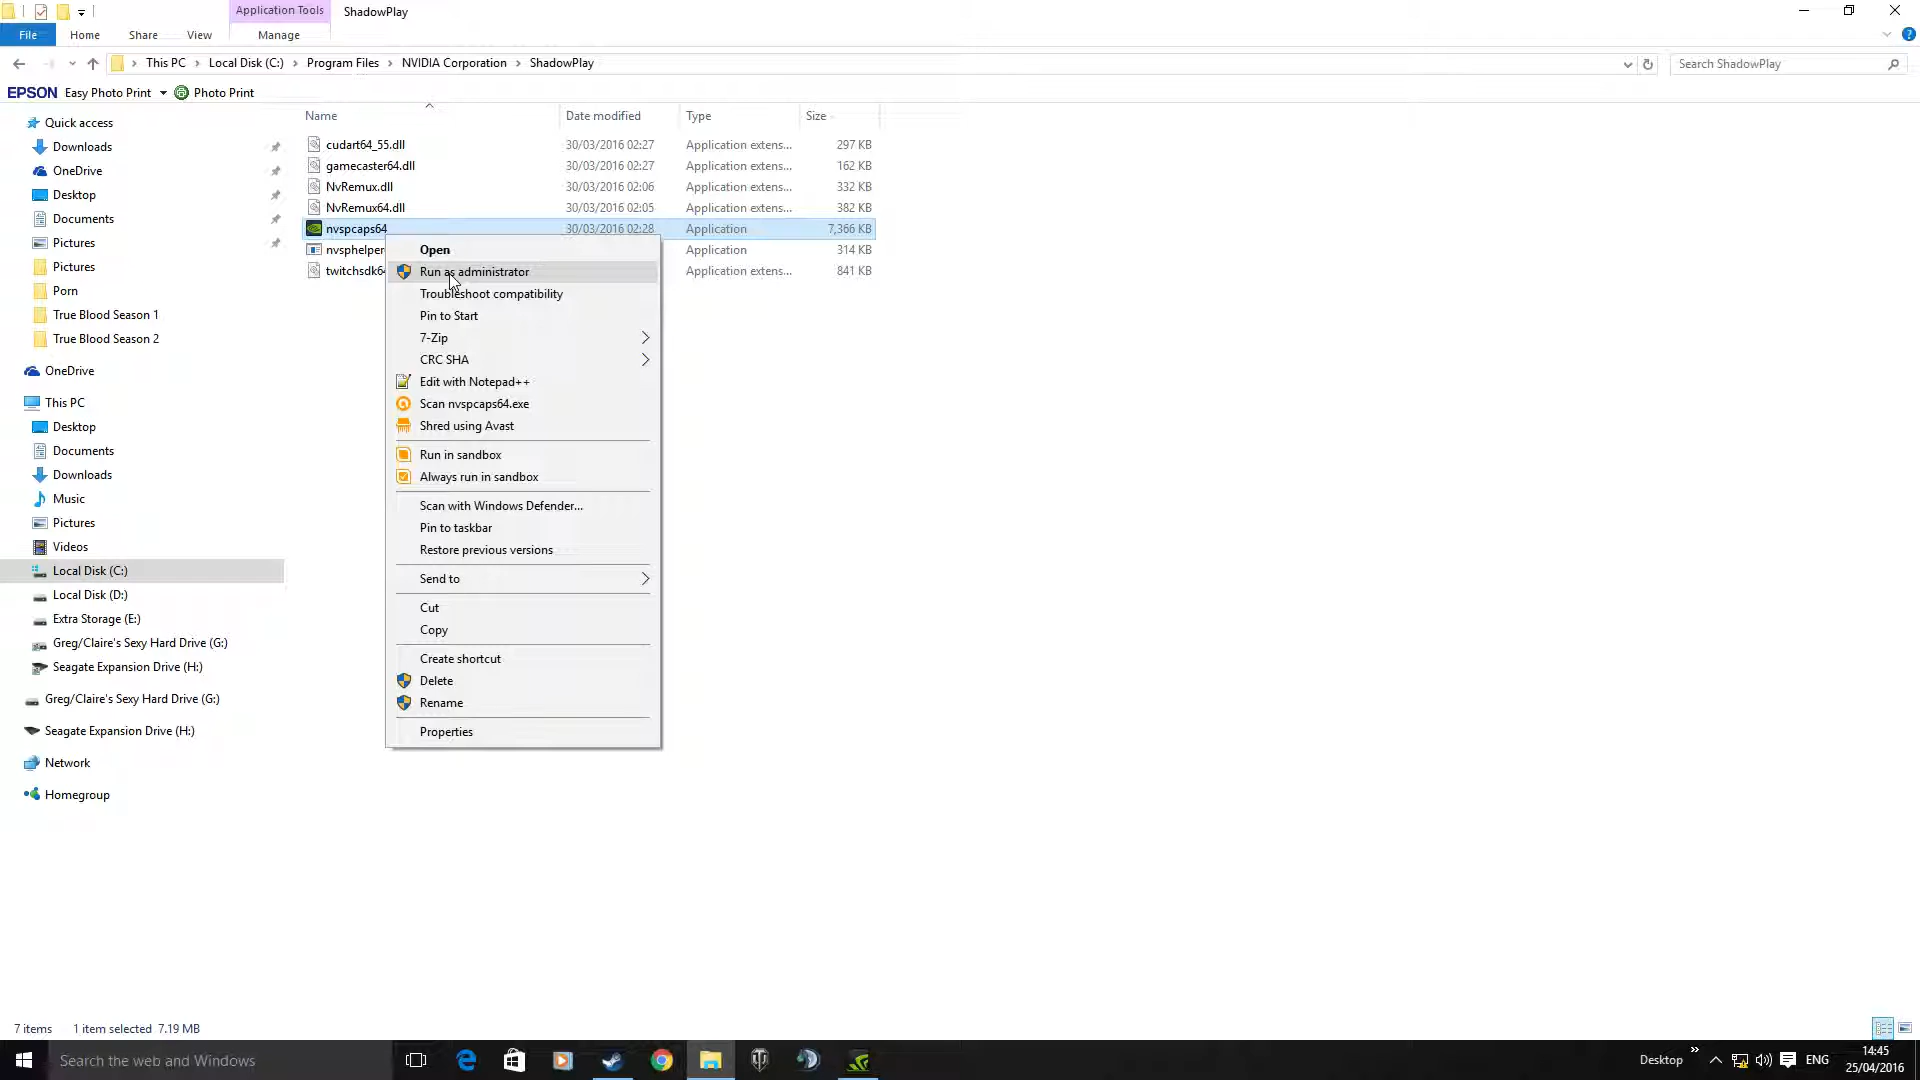 Application Tools
ShadowPlay
File
Home
Share
View
Manage
This PC
Local Disk (C:)
Program Files
NVIDIA Corporation
ShadowPlay
Search ShadowPlay
EPSON
Easy Photo Print
Photo Print
Name
Date modified
Type
Size
Quick access
Downloads
OneDrive
Desktop
Documents
Pictures
Pictures
Porn
True Blood Season 1
True Blood Season 2
OneDrive
This PC
Desktop
Documents
Downloads
Music
Pictures
Videos
Local Disk (C:)
Local Disk (D:)
Extra Storage (E:)
Greg/Claire's Sexy Hard Drive (G:)
Seagate Expansion Drive (H:)
Greg/Claire's Sexy Hard Drive (G:)
Seagate Expansion Drive (H:)
Network
Homegroup
cudart64_55.dll 30/03/2016 02:27 Application extens... 297 KB
gamecaster64.dll 30/03/2016 02:27 Application extens... 162 KB
NvRemux.dll 30/03/2016 02:06 Application extens... 332 KB
NvRemux64.dll 30/03/2016 02:05 Application extens... 382 KB
nvspcaps64 30/03/2016 02:28 Application 7,366 KB
nvsphelper Application 314 KB
twitchsdk64 Application extens... 841 KB
Open
Run as administrator
Troubleshoot compatibility
Pin to Start
7-Zip
CRC SHA
Edit with Notepad++
Scan nvspcaps64.exe
Shred using Avast
Run in sandbox
Always run in sandbox
Scan with Windows Defender...
Pin to taskbar
Restore previous versions
Send to
Cut
Copy
Create shortcut
Delete
Rename
Properties
7 items
1 item selected 7.19 MB
Search the web and Windows
Desktop
ENG
14:45
25/04/2016